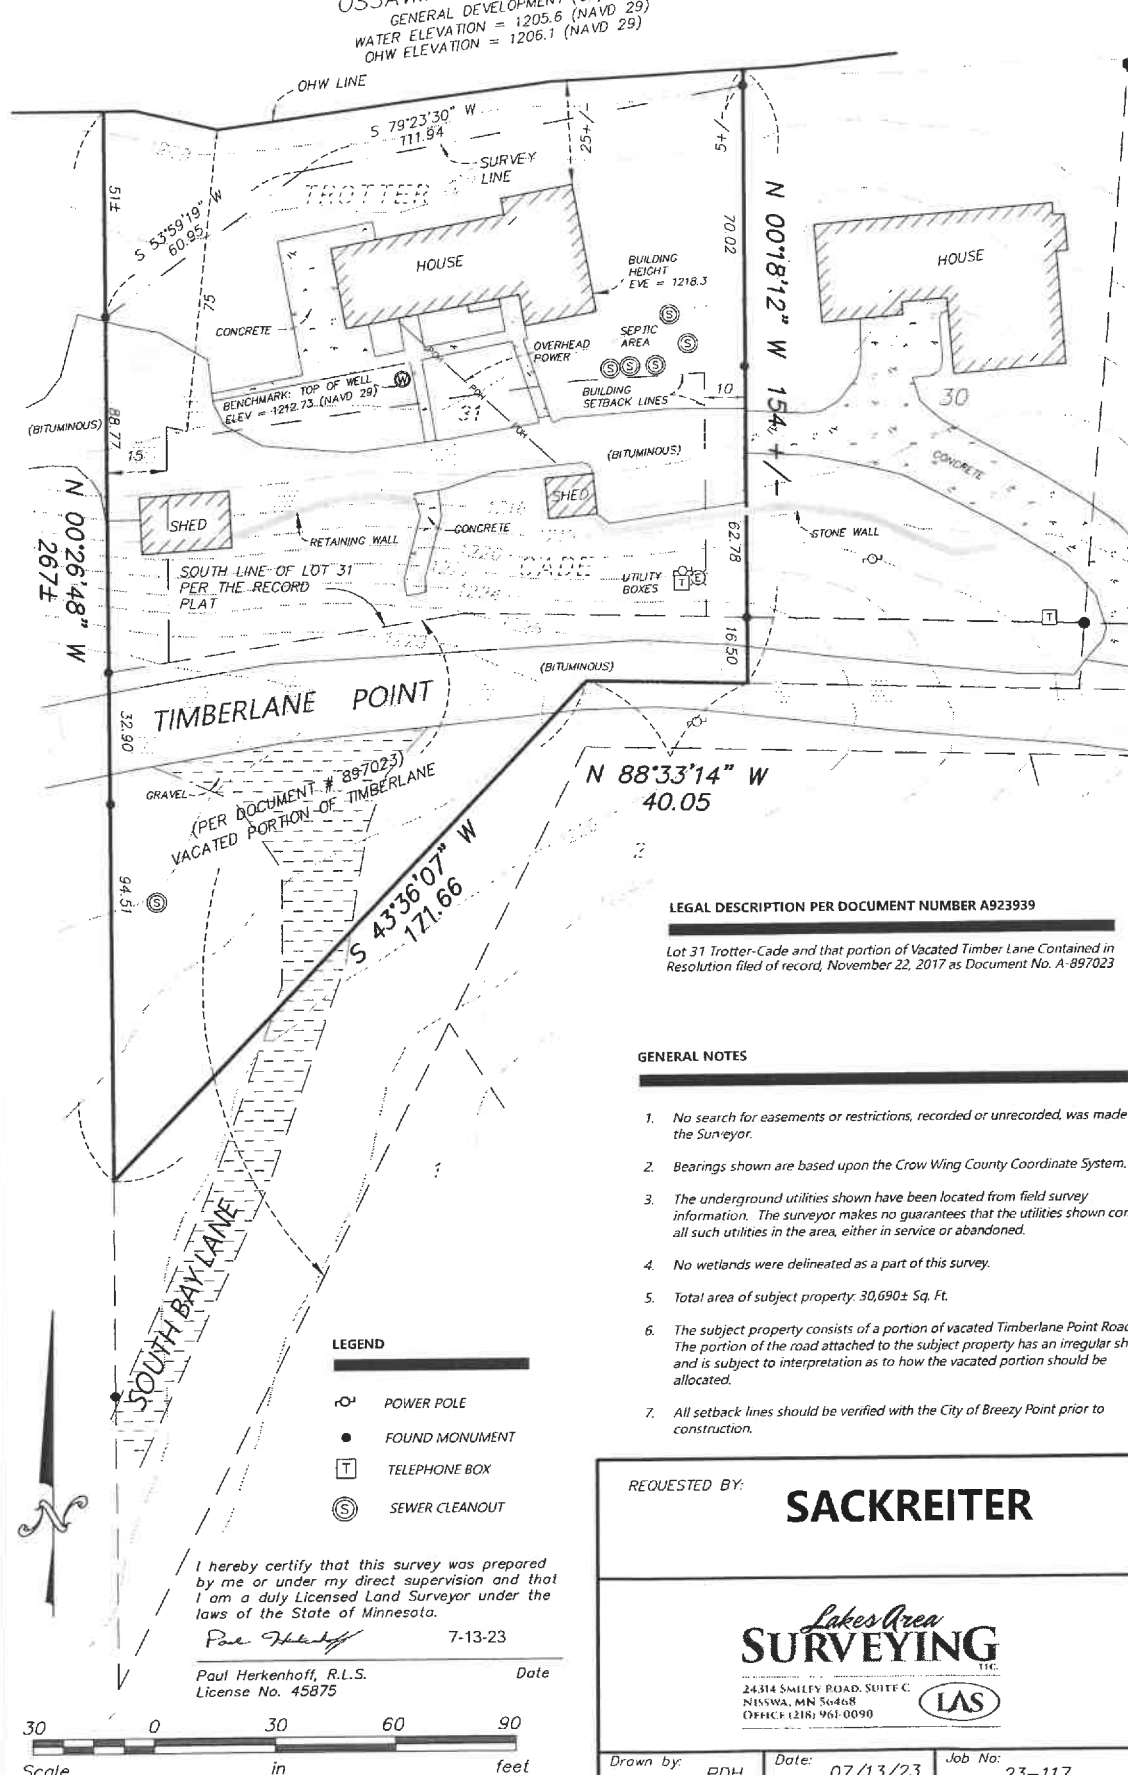 GENERAL DEVELOPMENT
WATER ELEVATION = 1205.6 (NAVD 29)
OHW ELEVATION = 1206.1 (NAVD 29)
OHW LINE
S 79°23'30" W
111.94
SURVEY
LINE
25+/-
5+/-
51±
S 53°59'19" W
60.95
TROTTER
75
HOUSE
BUILDING
HEIGHT
EVE = 1218.3
70.02
N 00°18'12" W 154 +/-
HOUSE
CONCRETE
SEPTIC
AREA
S
S
S
S
S
OVERHEAD
POWER
POH
POH
POH
BENCHMARK: TOP OF WELL
ELEV = 1212.73 (NAVD 29)
W
BUILDING
SETBACK LINES
10
31
30
(BITUMINOUS)
88.77
15
(BITUMINOUS)
CONCRETE
N 00°26'48" W
267±
SHED
SHED
RETAINING WALL
CONCRETE
STONE WALL
62.78
1216
1220
CADE
SOUTH LINE OF LOT 31
PER THE RECORD
PLAT
UTILITY
BOXES
T
E
T
16.50
(BITUMINOUS)
TIMBERLANE POINT
32.90
GRAVEL
(PER DOCUMENT # 897023)
VACATED PORTION OF TIMBERLANE
N 88°33'14" W
40.05
2
94.51
S
S 43°36'07" W
171.66
LEGAL DESCRIPTION PER DOCUMENT NUMBER A923939
Lot 31 Trotter-Cade and that portion of Vacated Timber Lane Contained in
Resolution filed of record, November 22, 2017 as Document No. A-897023
GENERAL NOTES
1. No search for easements or restrictions, recorded or unrecorded, was made
the Surveyor.
2. Bearings shown are based upon the Crow Wing County Coordinate System.
3. The underground utilities shown have been located from field survey
information. The surveyor makes no guarantees that the utilities shown
all such utilities in the area, either in service or abandoned.
4. No wetlands were delineated as a part of this survey.
5. Total area of subject property: 30,690± Sq. Ft.
6. The subject property consists of a portion of vacated Timberlane Point Road
The portion of the road attached to the subject property has an irregular
and is subject to interpretation as to how the vacated portion should be
allocated.
7. All setback lines should be verified with the City of Breezy Point prior to
construction.
1
SOUTH BAY LANE
LEGEND
POWER POLE
FOUND MONUMENT
T TELEPHONE BOX
S SEWER CLEANOUT
N
I hereby certify that this survey was prepared
by me or under my direct supervision and that
I am a duly Licensed Land Surveyor under the
laws of the State of Minnesota.
Paul Herkenhoff 7-13-23
Paul Herkenhoff, R.L.S. Date
License No. 45875
30 0 30 60 90
Scale in feet
REQUESTED BY:
SACKREITER
Lakes Area
SURVEYING
LLC.
24314 SMILEY ROAD, SUITE C
NISSWA, MN 56468
OFFICE (218) 961-0090
LAS
Drawn by: PDH
Date: 07/13/23
Job No: 23-117